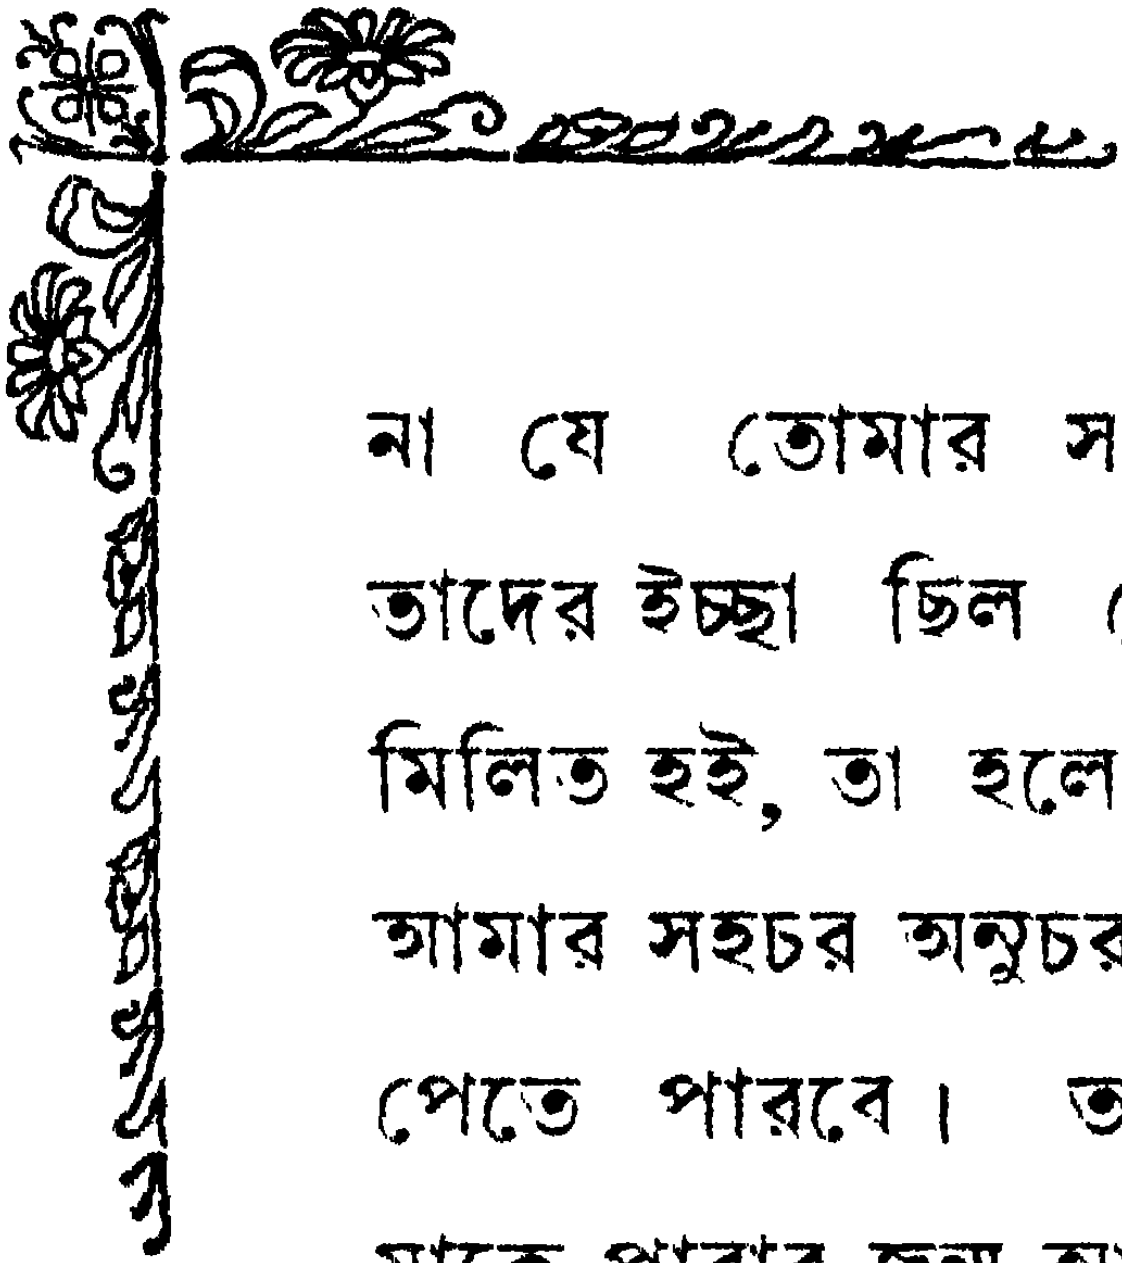 না যে তোমার
তাদের ইচ্ছা ছিল
মিলিত হই, তা হলে
আমার সহচর অনুচর
পেতে পারবে।